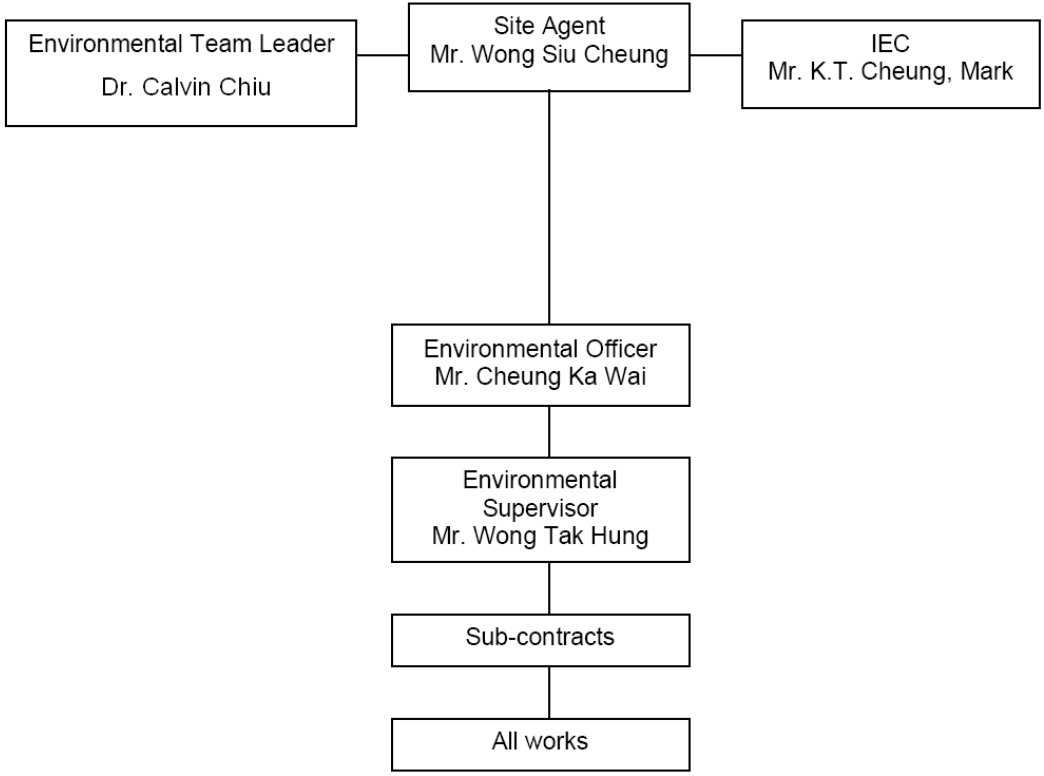 Environmental Team Leader
Dr. Calvin Chiu
Site Agent
Mr. Wong Siu Cheung
IEC
Mr. K.T. Cheung, Mark
Environmental Officer
Mr. Cheung Ka Wai
Environmental
Supervisor
Mr. Wong Tak Hung
Sub-contracts
All works